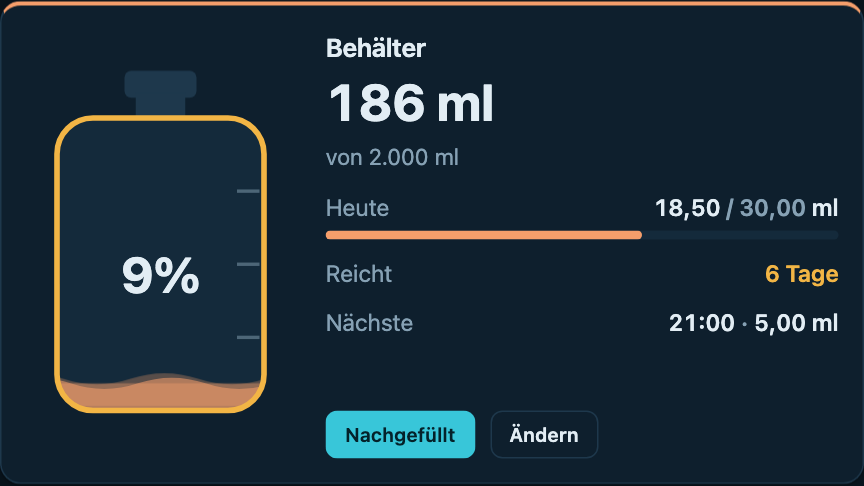 Behälter
186 ml
von 2.000 ml
Heute 18,50 / 30,00 ml
9%
Reicht 6 Tage
Nächste 21:00 · 5,00 ml
Nachgefüllt Ändern